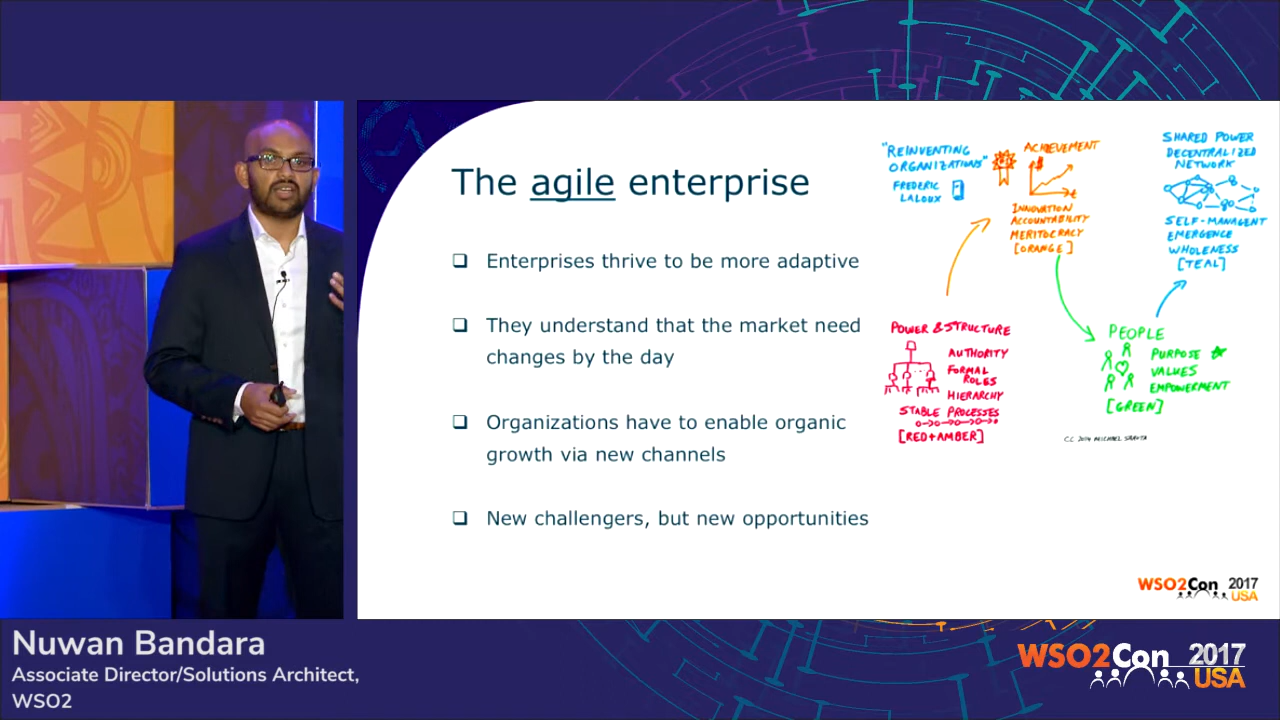 The agile enterprise
❑ Enterprises thrive to be more adaptive
❑ They understand that the market need
changes by the day
❑ Organizations have to enable organic
growth via new channels
❑ New challengers, but new opportunities
"REINVENTING
ORGANIZATIONS"
FREDERIC
LALOUX
ACHIEVEMENT
INNOVATION
ACCOUNTABILITY
MERITOCRACY
[ORANGE]
SHARED POWER
DECENTRALIZED
NETWORK
SELF-MANAGENT
EMERGENCE
WHOLENESS
[TEAL]
POWER & STRUCTURE
AUTHORITY
FORMAL
ROLES
HIERARCHY
STABLE PROCESSES
[RED+AMBER]
PEOPLE
PURPOSE
VALUES
EMPOWERMENT
[GREEN]
CC 2014 MICHAEL
WSO2Con 2017
USA
Nuwan Bandara
Associate Director/Solutions Architect,
WSO2
WSO2Con 2017
USA